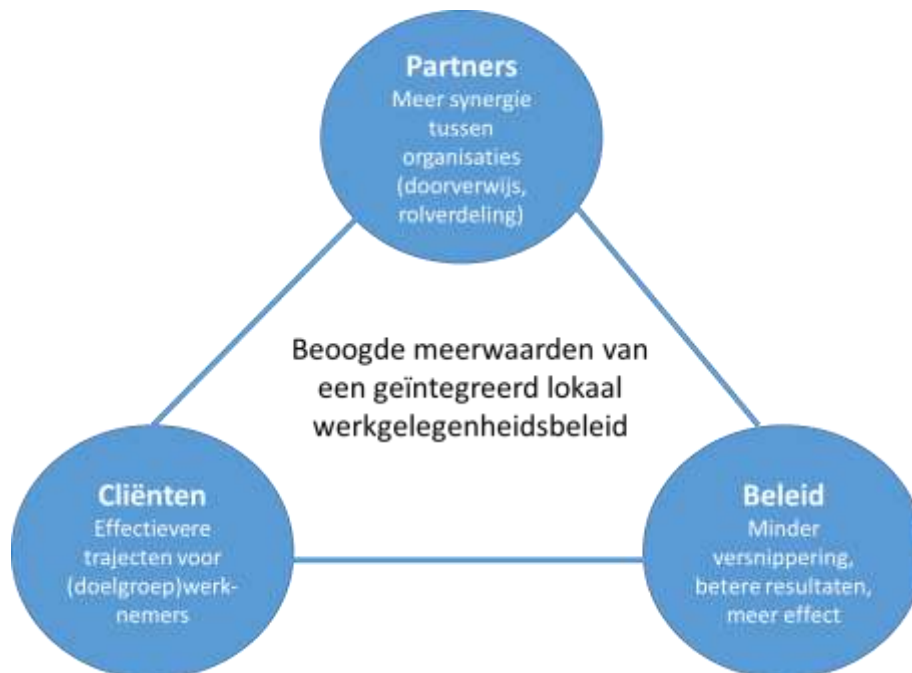 Partners
Meer synergie
tussen
organisaties
(doorverwijs,
rolverdeling)
Beoogde meerwaarden van
een geïntegreerd lokaal
werkgelegenheidsbeleid
Cliënten
Effectievere
trajecten voor
(doelgroep)werk-
nemers
Beleid
Minder
versnippering,
betere resultaten,
meer effect